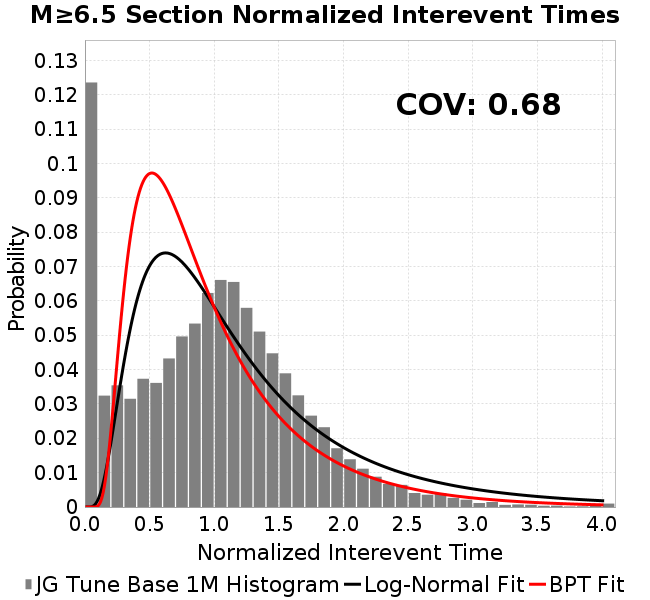 M≥6.5 Section Normalized Interevent Times
COV: 0.68
Probability
0.13
0.12
0.11
0.1
0.09
0.08
0.07
0.06
0.05
0.04
0.03
0.02
0.01
0
0.0 0.5 1.0 1.5 2.0 2.5 3.0 3.5 4.0
Normalized Interevent Time
JG Tune Base 1M Histogram Log-Normal Fit BPT Fit